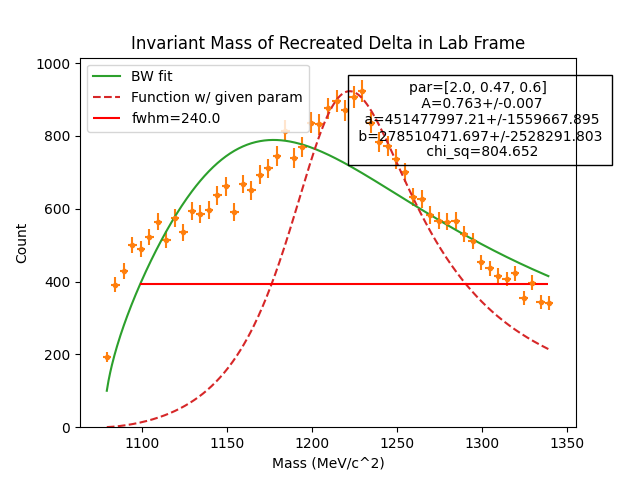 Invariant Mass of Recreated Delta in Lab Frame
1000
800
600
400
200
0
Count
BW fit
Function w/ given param
fwhm=240.0
par=[2.0, 0.47, 0.6]
A=0.763+/-0.007
a=451477997.21+/-1559667.895
b=278510471.697+/-2528291.803
chi_sq=804.652
1100 1150 1200 1250 1300 1350
Mass (MeV/c^2)